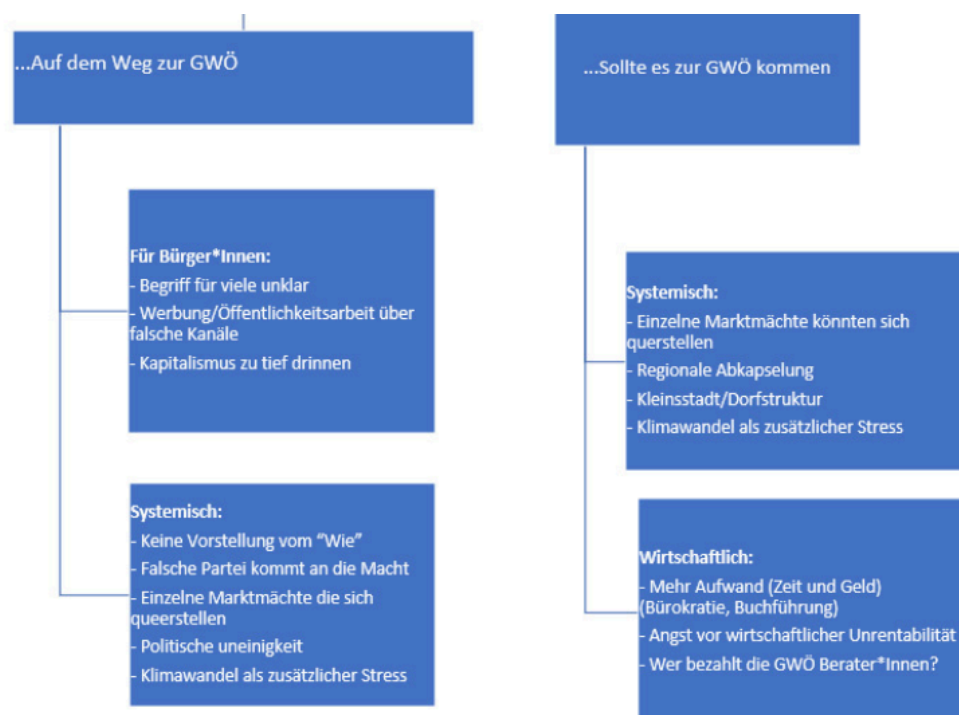 ...Auf dem Weg zur GWÖ
Für Bürger*Innen:
- Begriff für viele unklar
- Werbung/Öffentlichkeitsarbeit über
falsche Kanäle
- Kapitalismus zu tief drinnen
Systemisch:
- Keine Vorstellung vom “Wie”
- Falsche Partei kommt an die Macht
- Einzelne Marktmächte die sich
queerstellen
- Politische uneinigkeit
- Klimawandel als zusätzlicher Stress
...Sollte es zur GWÖ kommen
Systemisch:
- Einzelne Marktmächte könnten sich
querstellen
- Regionale Abkapselung
- Kleinsstadt/Dorfstruktur
- Klimawandel als zusätzlicher Stress
Wirtschaftlich:
- Mehr Aufwand (Zeit und Geld)
(Bürokratie, Buchführung)
- Angst vor wirtschaftlicher Unrentabilität
- Wer bezahlt die GWÖ Berater*Innen?